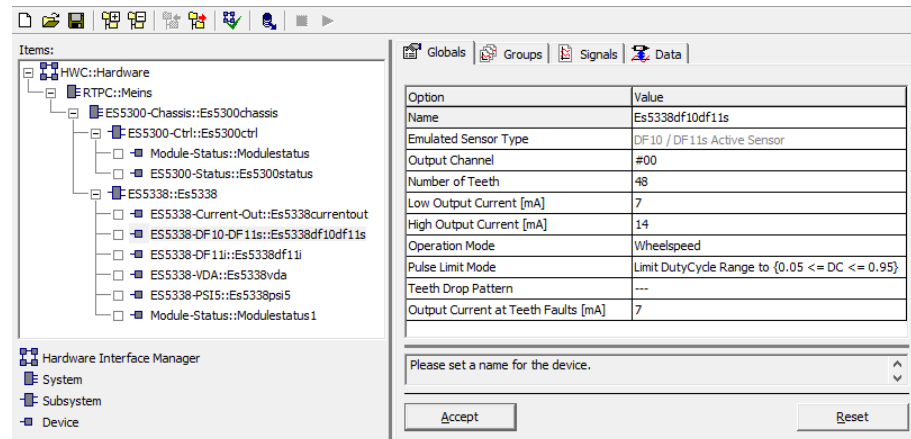 Items:
HWC::Hardware
RTPC::Meins
ES5300-Chassis::Es5300chassis
ES5300-Ctrl::Es5300ctrl
Module-Status::Modulestatus
ES5300-Status::Es5300status
ES5338::Es5338
ES5338-Current-Out::Es5338currentout
ES5338-DF10-DF11s::Es5338df10df11s
ES5338-DF11i::Es5338df11i
ES5338-VDA::Es5338vda
ES5338-PSI5::Es5338psi5
Module-Status::Modulestatus1
Hardware Interface Manager
System
Subsystem
Device
Globals Groups Signals Data
Option Value
Name Es5338df10df11s
Emulated Sensor Type DF10 / DF11s Active Sensor
Output Channel #00
Number of Teeth 48
Low Output Current [mA] 7
High Output Current [mA] 14
Operation Mode Wheelspeed
Pulse Limit Mode Limit DutyCycle Range to {0.05 <= DC <= 0.95}
Teeth Drop Pattern ---
Output Current at Teeth Faults [mA] 7
Please set a name for the device.
Accept Reset